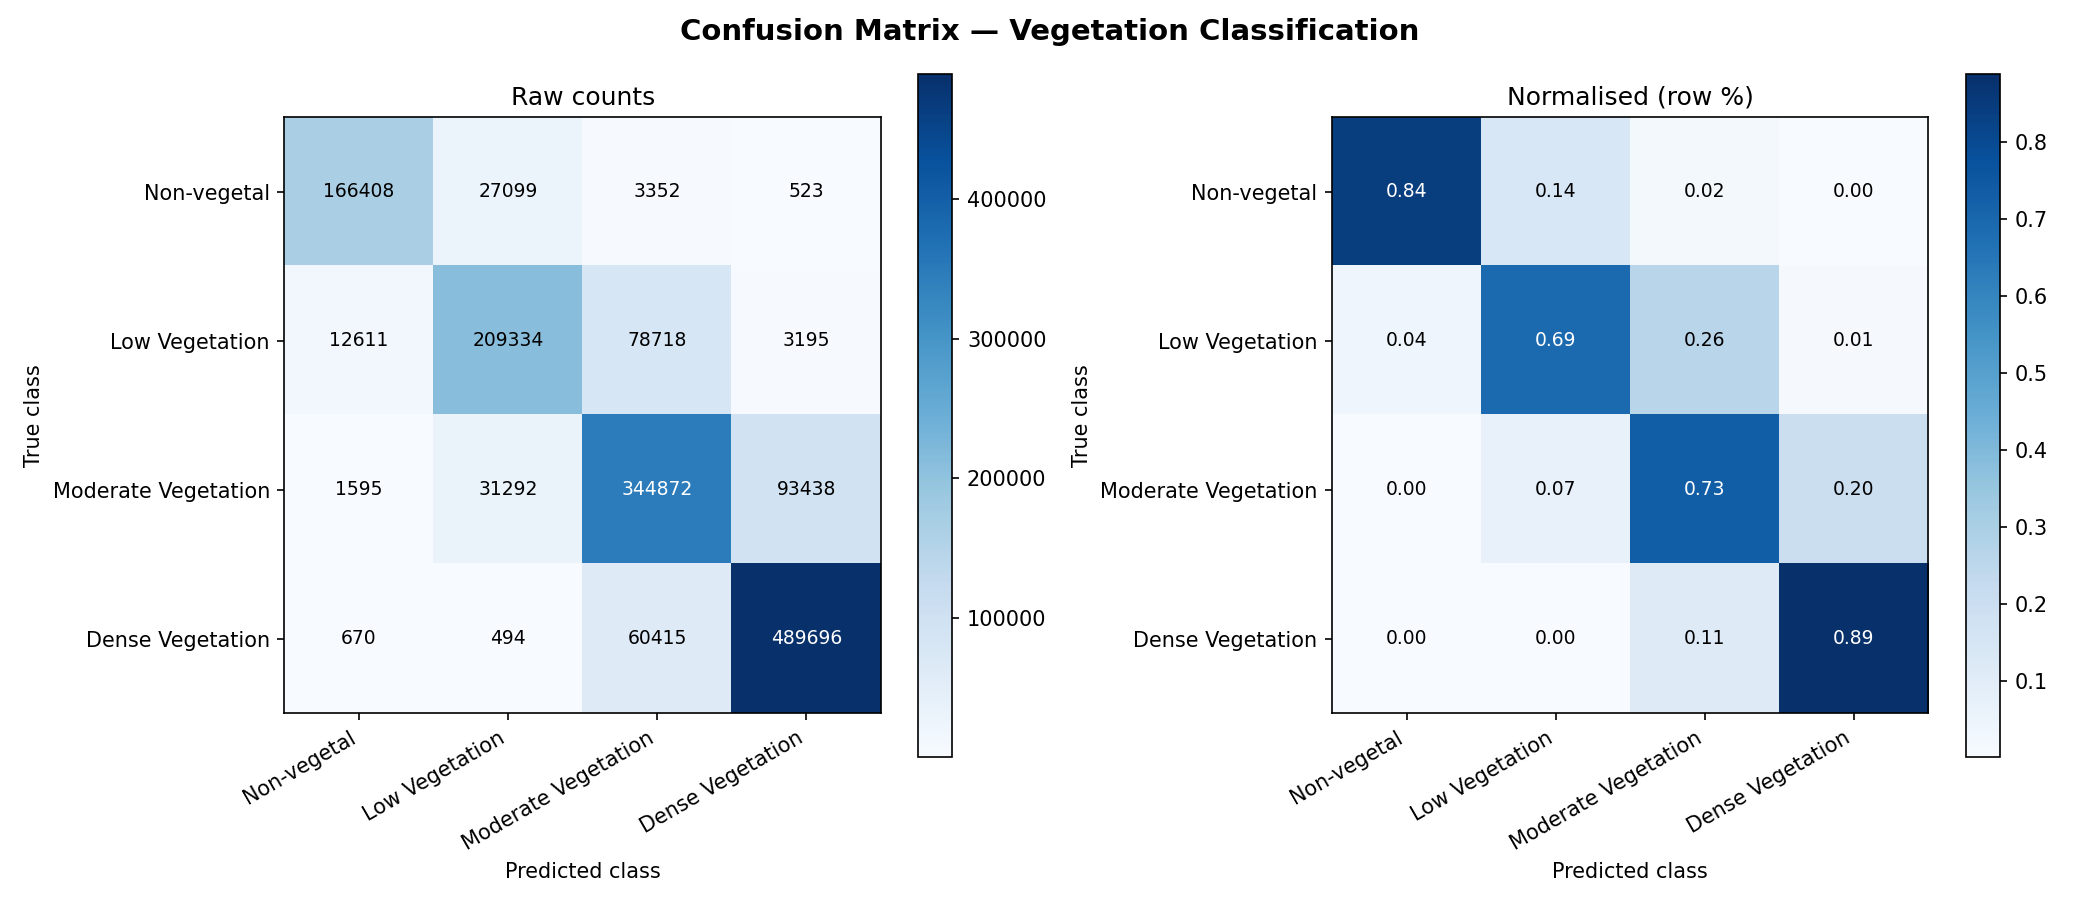 Confusion Matrix — Vegetation Classification
Raw counts
True class
Non-vegetal
Low Vegetation
Moderate Vegetation
Dense Vegetation
166408 27099 3352 523
12611 209334 78718 3195
1595 31292 344872 93438
670 494 60415 489696
Non-vegetal
Low Vegetation
Moderate Vegetation
Dense Vegetation
Predicted class
400000
300000
200000
100000
Normalised (row %)
True class
Non-vegetal
Low Vegetation
Moderate Vegetation
Dense Vegetation
0.84 0.14 0.02 0.00
0.04 0.69 0.26 0.01
0.00 0.07 0.73 0.20
0.00 0.00 0.11 0.89
Non-vegetal
Low Vegetation
Moderate Vegetation
Dense Vegetation
Predicted class
0.8
0.7
0.6
0.5
0.4
0.3
0.2
0.1